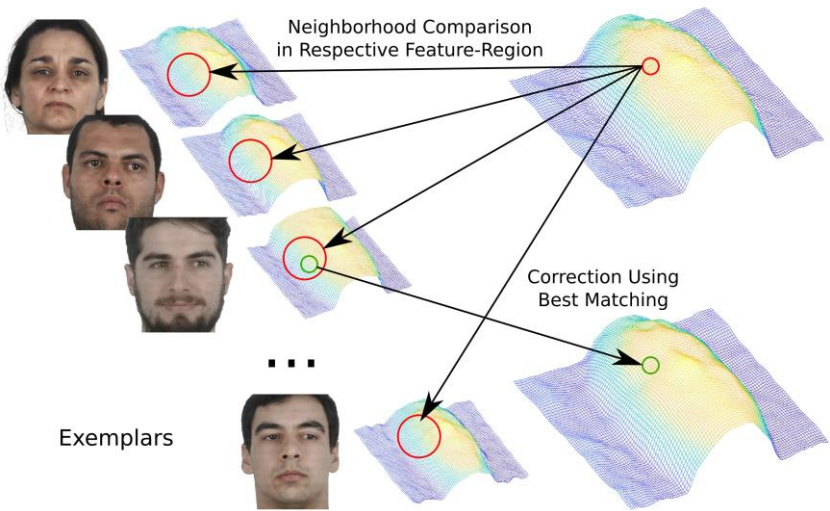 Neighborhood Comparison
in Respective Feature-Region
Correction Using
Best Matching
...
Exemplars